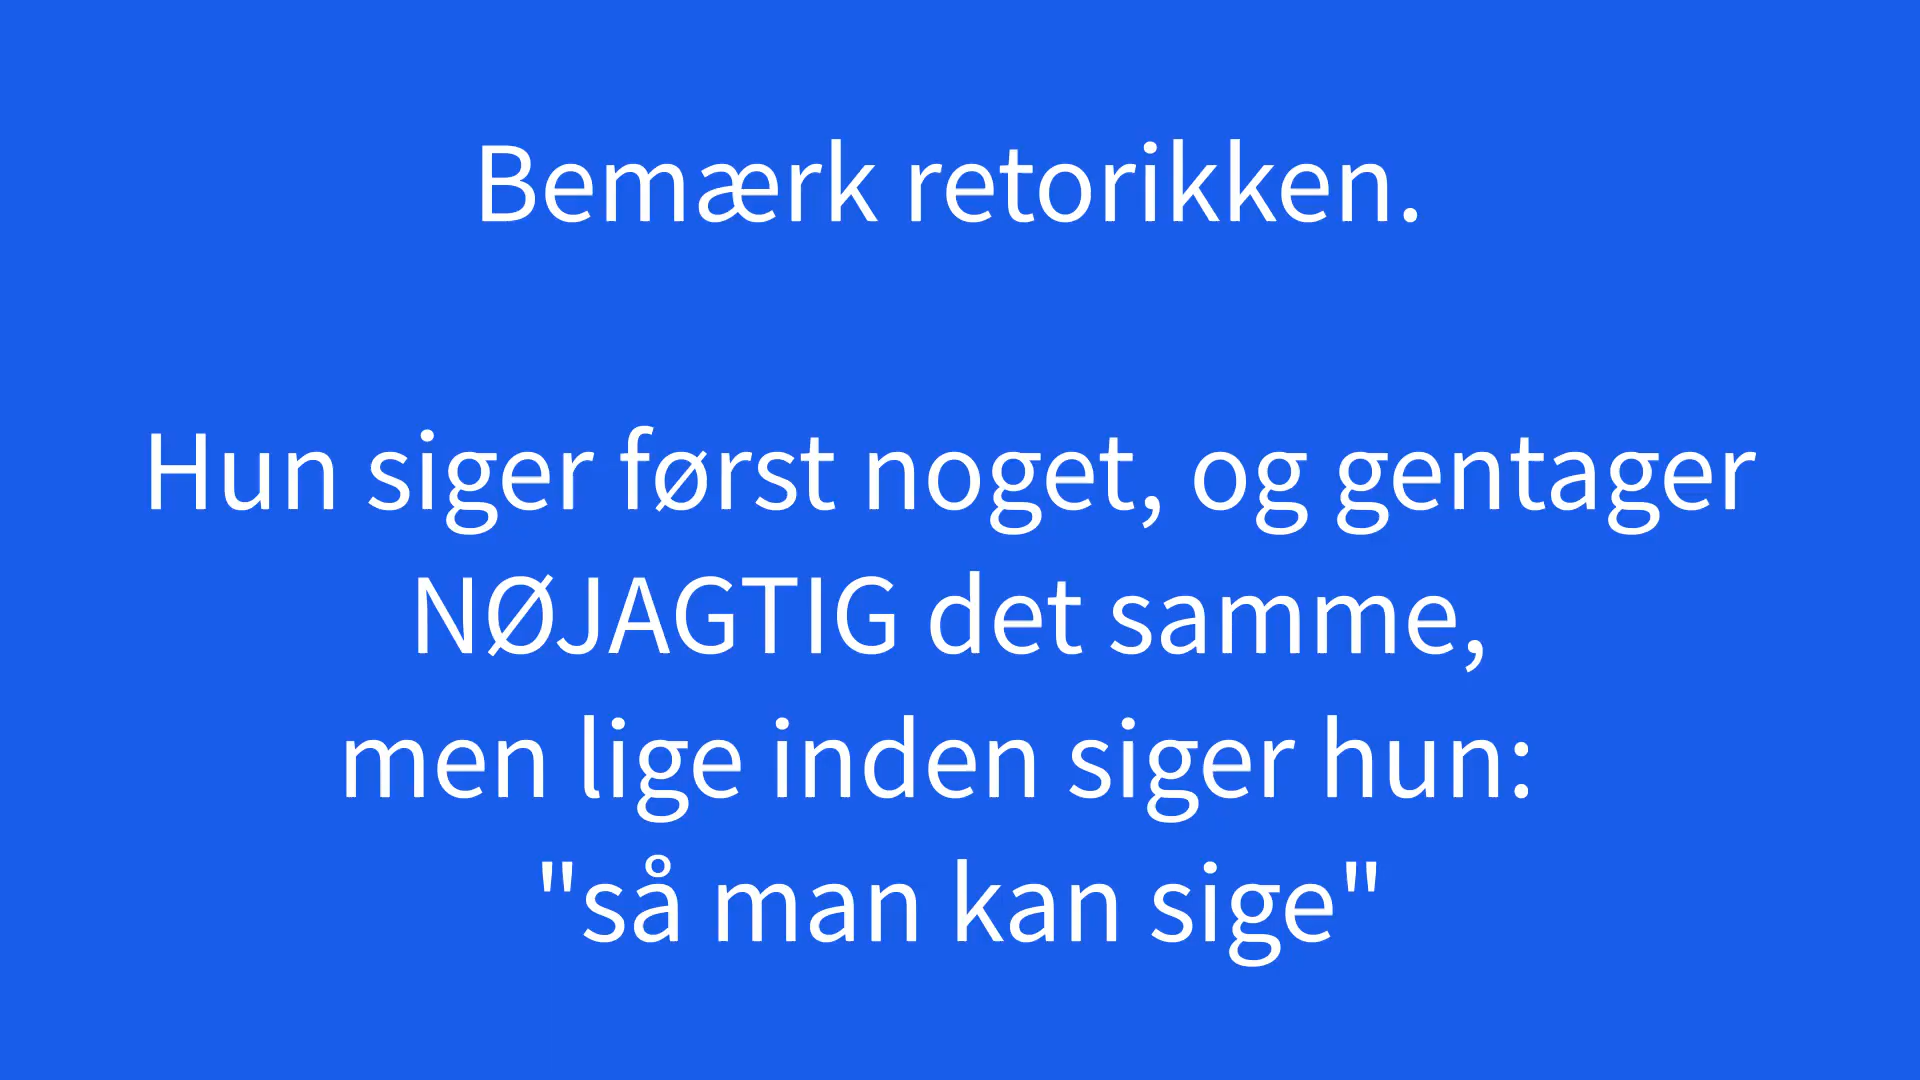 Bemærk retorikken.
Hun siger først noget, og gentager
NØJAGTIG det samme,
men lige inden siger hun:
"så man kan sige"